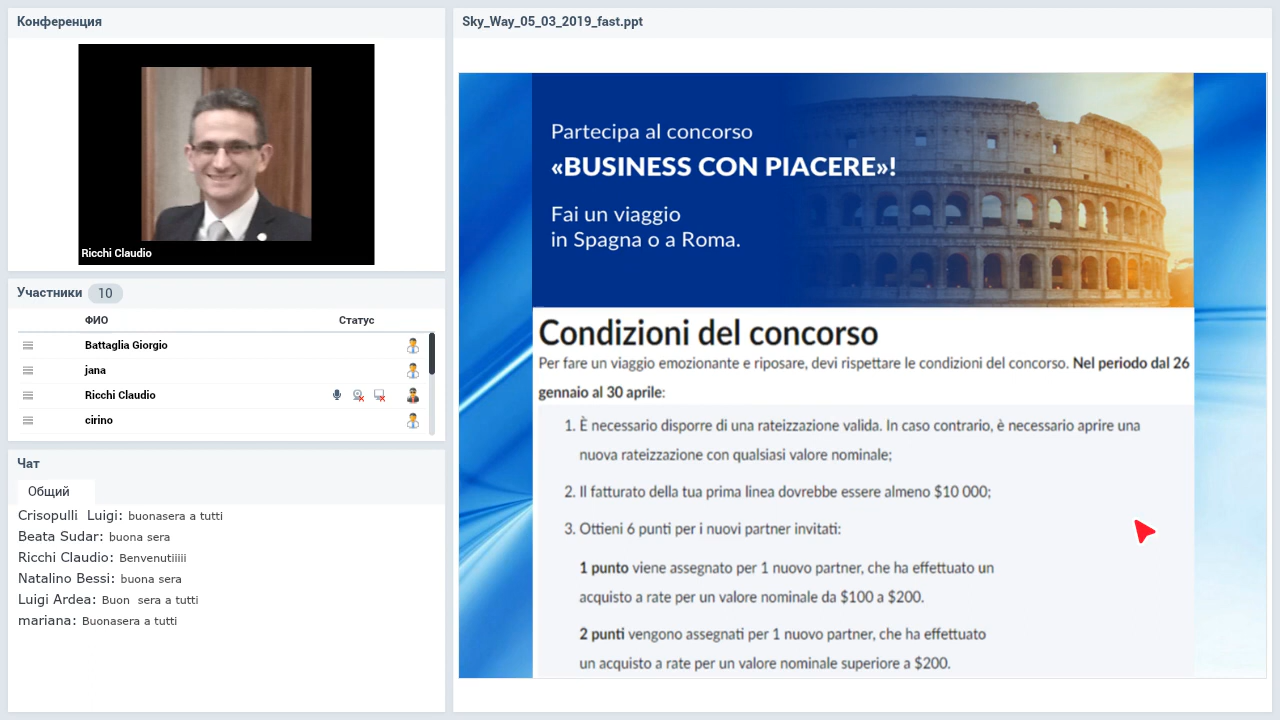 Конференция
Ricchi Claudio
Участники 10
ФИО Статус
Battaglia Giorgio
jana
Ricchi Claudio
cirino
Чат
Общий
Crisopulli Luigi: buonasera a tutti
Beata Sudar: buona sera
Ricchi Claudio: Benvenutiiiii
Natalino Bessi: buona sera
Luigi Ardea: Buon sera a tutti
mariana: Buonasera a tutti
Sky_Way_05_03_2019_fast.ppt
Partecipa al concorso
«BUSINESS CON PIACERE»!
Fai un viaggio
in Spagna o a Roma.
Condizioni del concorso
Per fare un viaggio emozionante e riposare, devi rispettare le condizioni del concorso. Nel periodo dal 26
gennaio al 30 aprile:
1. È necessario disporre di una rateizzazione valida. In caso contrario, è necessario aprire una
nuova rateizzazione con qualsiasi valore nominale;
2. Il fatturato della tua prima linea dovrebbe essere almeno $10 000;
3. Ottieni 6 punti per i nuovi partner invitati:
1 punto viene assegnato per 1 nuovo partner, che ha effettuato un
acquisto a rate per un valore nominale da $100 a $200.
2 punti vengono assegnati per 1 nuovo partner, che ha effettuato
un acquisto a rate per un valore nominale superiore a $200.